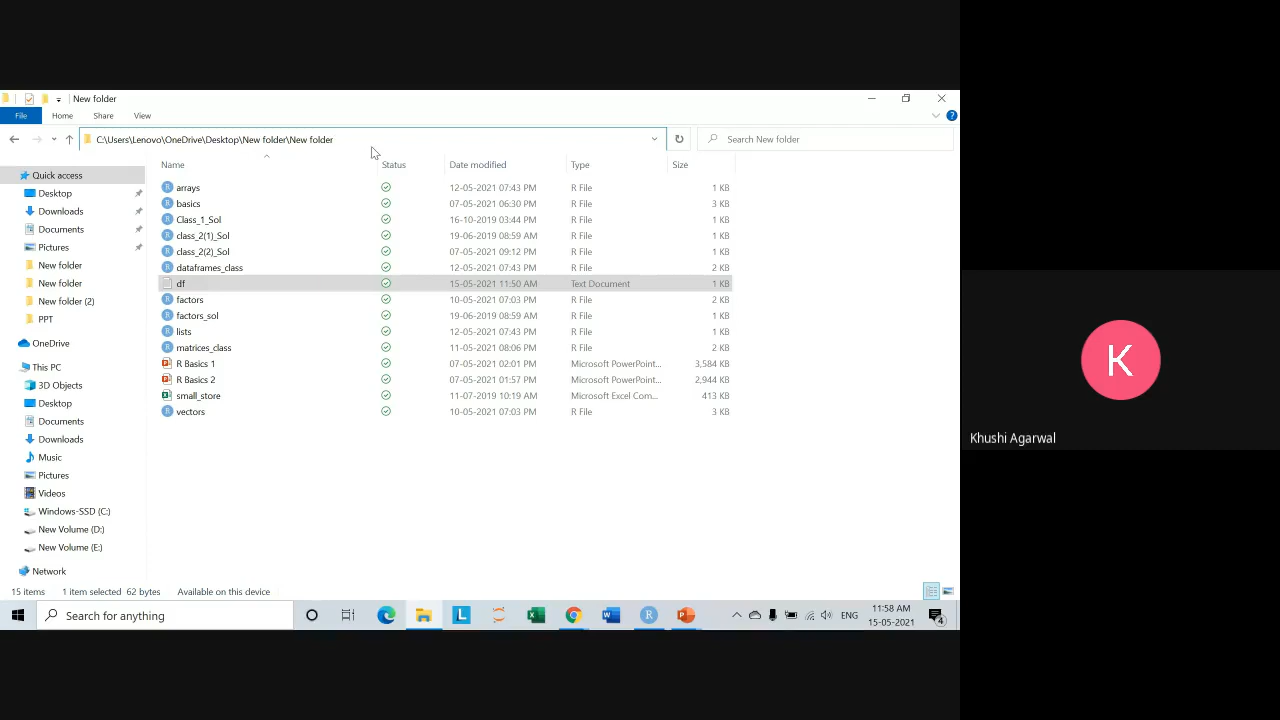 New folder
File Home Share View
C:\Users\Lenovo\OneDrive\Desktop\New folder\New folder
Search New folder
Name Status Date modified Type Size
Quick access
Desktop
Downloads
Documents
Pictures
New folder
New folder
New folder (2)
PPT
OneDrive
This PC
3D Objects
Desktop
Documents
Downloads
Music
Pictures
Videos
Windows-SSD (C:)
New Volume (D:)
New Volume (E:)
Network
arrays 12-05-2021 07:43 PM R File 1 KB
basics 07-05-2021 06:30 PM R File 3 KB
Class_1_Sol 16-10-2019 03:44 PM R File 1 KB
class_2(1)_Sol 19-06-2019 08:59 AM R File 1 KB
class_2(2)_Sol 07-05-2021 09:12 PM R File 1 KB
dataframes_class 12-05-2021 07:43 PM R File 2 KB
df 15-05-2021 11:50 AM Text Document 1 KB
factors 10-05-2021 07:03 PM R File 2 KB
factors_sol 19-06-2019 08:59 AM R File 1 KB
lists 12-05-2021 07:43 PM R File 1 KB
matrices_class 11-05-2021 08:06 PM R File 2 KB
R Basics 1 07-05-2021 02:01 PM Microsoft PowerPoint... 3,584 KB
R Basics 2 07-05-2021 01:57 PM Microsoft PowerPoint... 2,944 KB
small_store 11-07-2019 10:19 AM Microsoft Excel Com... 413 KB
vectors 10-05-2021 07:03 PM R File 3 KB
15 items 1 item selected 62 bytes Available on this device
Search for anything
ENG
11:58 AM
15-05-2021
4
K
Khushi Agarwal